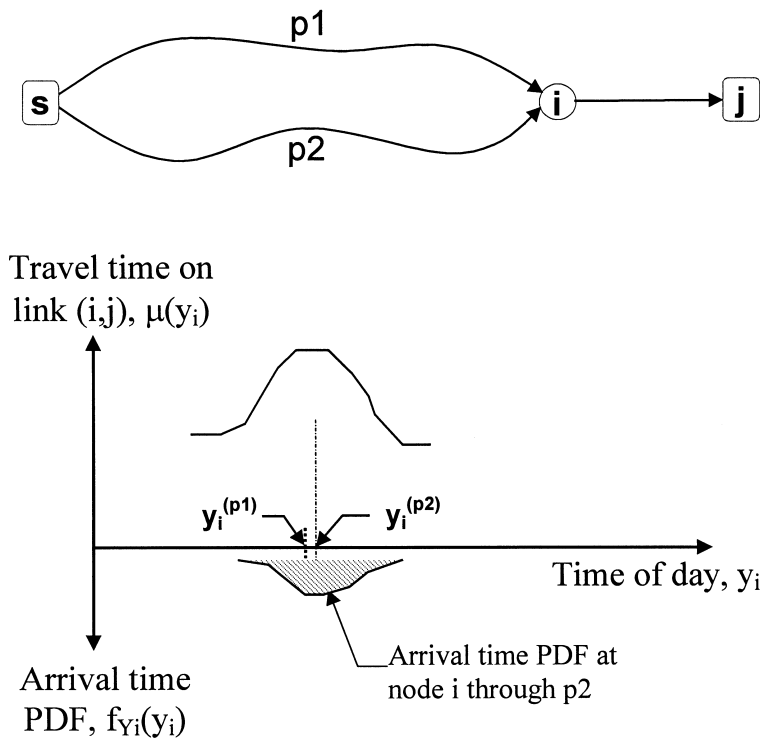 p1
s
i
j
p2
Travel time on
link (i,j), μ(yᵢ)
yᵢ⁽ᵖ¹⁾
yᵢ⁽ᵖ²⁾
Time of day, yᵢ
Arrival time PDF at
node i through p2
Arrival time
PDF, f_Yi(yᵢ)